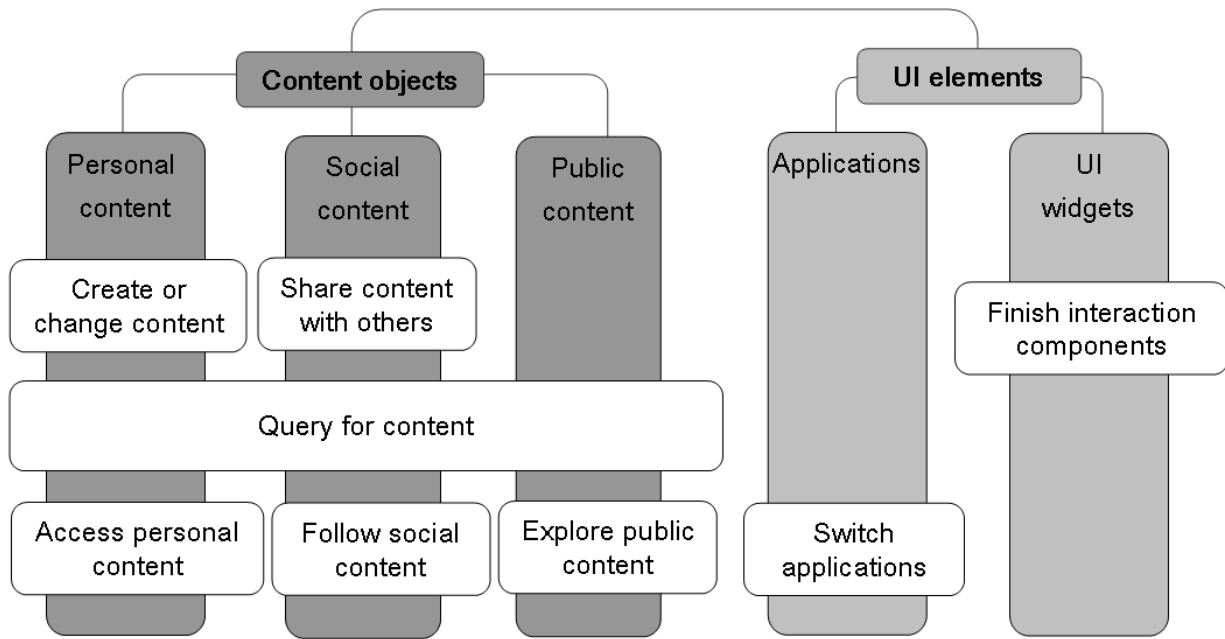 Content objects
UI elements
Personal
content
Social
content
Public
content
Applications
UI
widgets
Create or
change content
Share content
with others
Finish interaction
components
Query for content
Access personal
content
Follow social
content
Explore public
content
Switch
applications